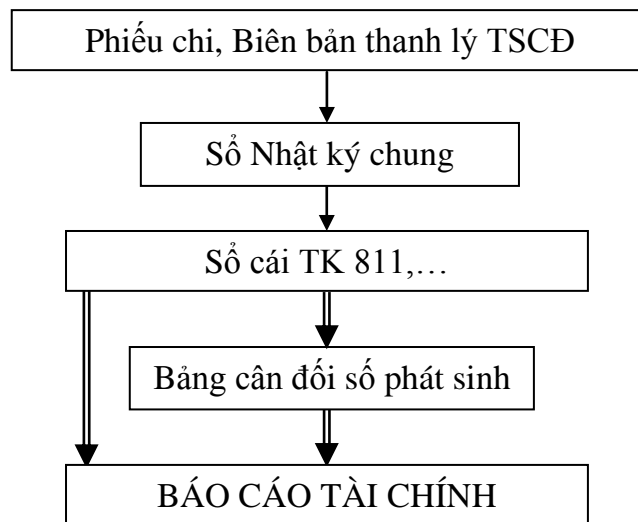 Phiếu chi, Biên bản thanh lý TSCĐ
Sổ Nhật ký chung
Sổ cái TK 811,…
Bảng cân đối số phát sinh
BÁO CÁO TÀI CHÍNH